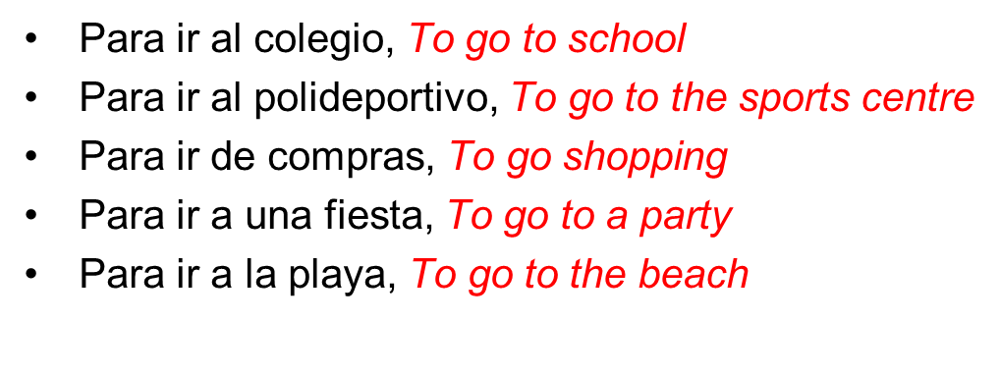 • Para ir al colegio, To go to school
• Para ir al polideportivo, To go to the sports centre
• Para ir de compras, To go shopping
• Para ir a una fiesta, To go to a party
• Para ir a la playa, To go to the beach